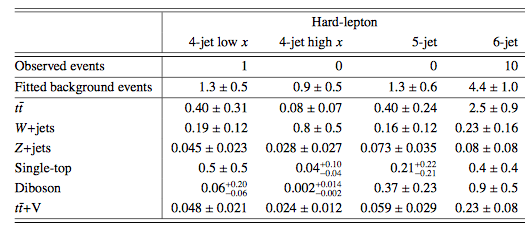 Hard-lepton
4-jet low x 4-jet high x 5-jet 6-jet
Observed events 1 0 0 10
Fitted background events 1.3 ± 0.5 0.9 ± 0.5 1.3 ± 0.6 4.4 ± 1.0
tt̄ 0.40 ± 0.31 0.08 ± 0.07 0.40 ± 0.24 2.5 ± 0.9
W+jets 0.19 ± 0.12 0.8 ± 0.5 0.16 ± 0.12 0.23 ± 0.16
Z+jets 0.045 ± 0.023 0.028 ± 0.027 0.073 ± 0.035 0.08 ± 0.08
Single-top 0.5 ± 0.5 0.04 +0.10 −0.04 0.21 +0.22 −0.21 0.4 ± 0.4
Diboson 0.06 +0.20 −0.06 0.002 +0.014 −0.002 0.37 ± 0.23 0.9 ± 0.5
tt̄+V 0.048 ± 0.021 0.024 ± 0.012 0.059 ± 0.029 0.23 ± 0.08